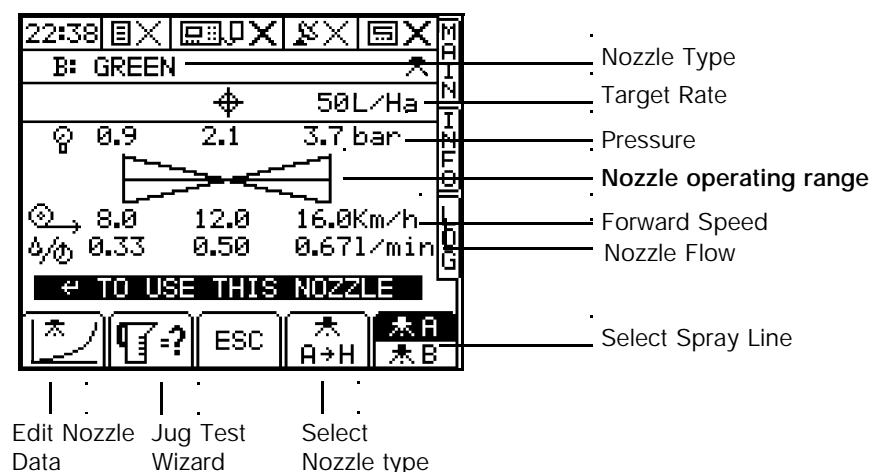 22:38
MAIN
INFO
LOG
B: GREEN
Nozzle Type
50L/Ha
Target Rate
0.9 2.1 3.7 bar
Pressure
Nozzle operating range
8.0 12.0 16.0Km/h
Forward Speed
0.33 0.50 0.67l/min
Nozzle Flow
↵ TO USE THIS NOZZLE
=? ESC A→H A B
Select Spray Line
Edit Nozzle Data
Jug Test Wizard
Select Nozzle type